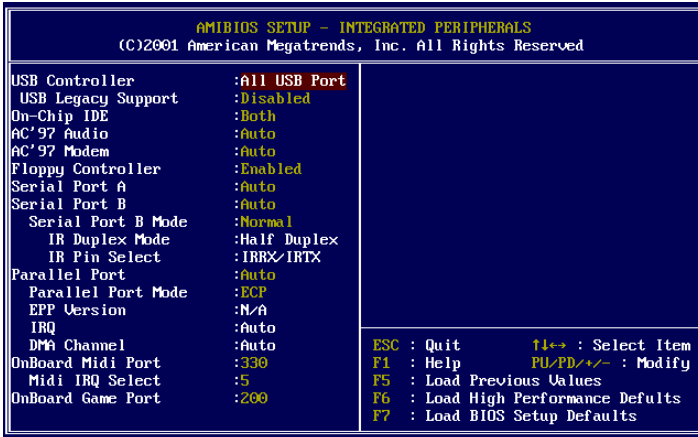 AMIBIOS SETUP - INTEGRATED PERIPHERALS
(C)2001 American Megatrends, Inc. All Rights Reserved
USB Controller :All USB Port
USB Legacy Support :Disabled
On-Chip IDE :Both
AC'97 Audio :Auto
AC'97 Modem :Auto
Floppy Controller :Enabled
Serial Port A :Auto
Serial Port B :Auto
Serial Port B Mode :Normal
IR Duplex Mode :Half Duplex
IR Pin Select :IRRX/IRTX
Parallel Port :Auto
Parallel Port Mode :ECP
EPP Version :N/A
IRQ :Auto
DMA Channel :Auto
OnBoard Midi Port :330
Midi IRQ Select :5
OnBoard Game Port :200
ESC : Quit ↑↓←→ : Select Item
F1 : Help PU/PD/+/- : Modify
F5 : Load Previous Values
F6 : Load High Performance Defults
F7 : Load BIOS Setup Defaults